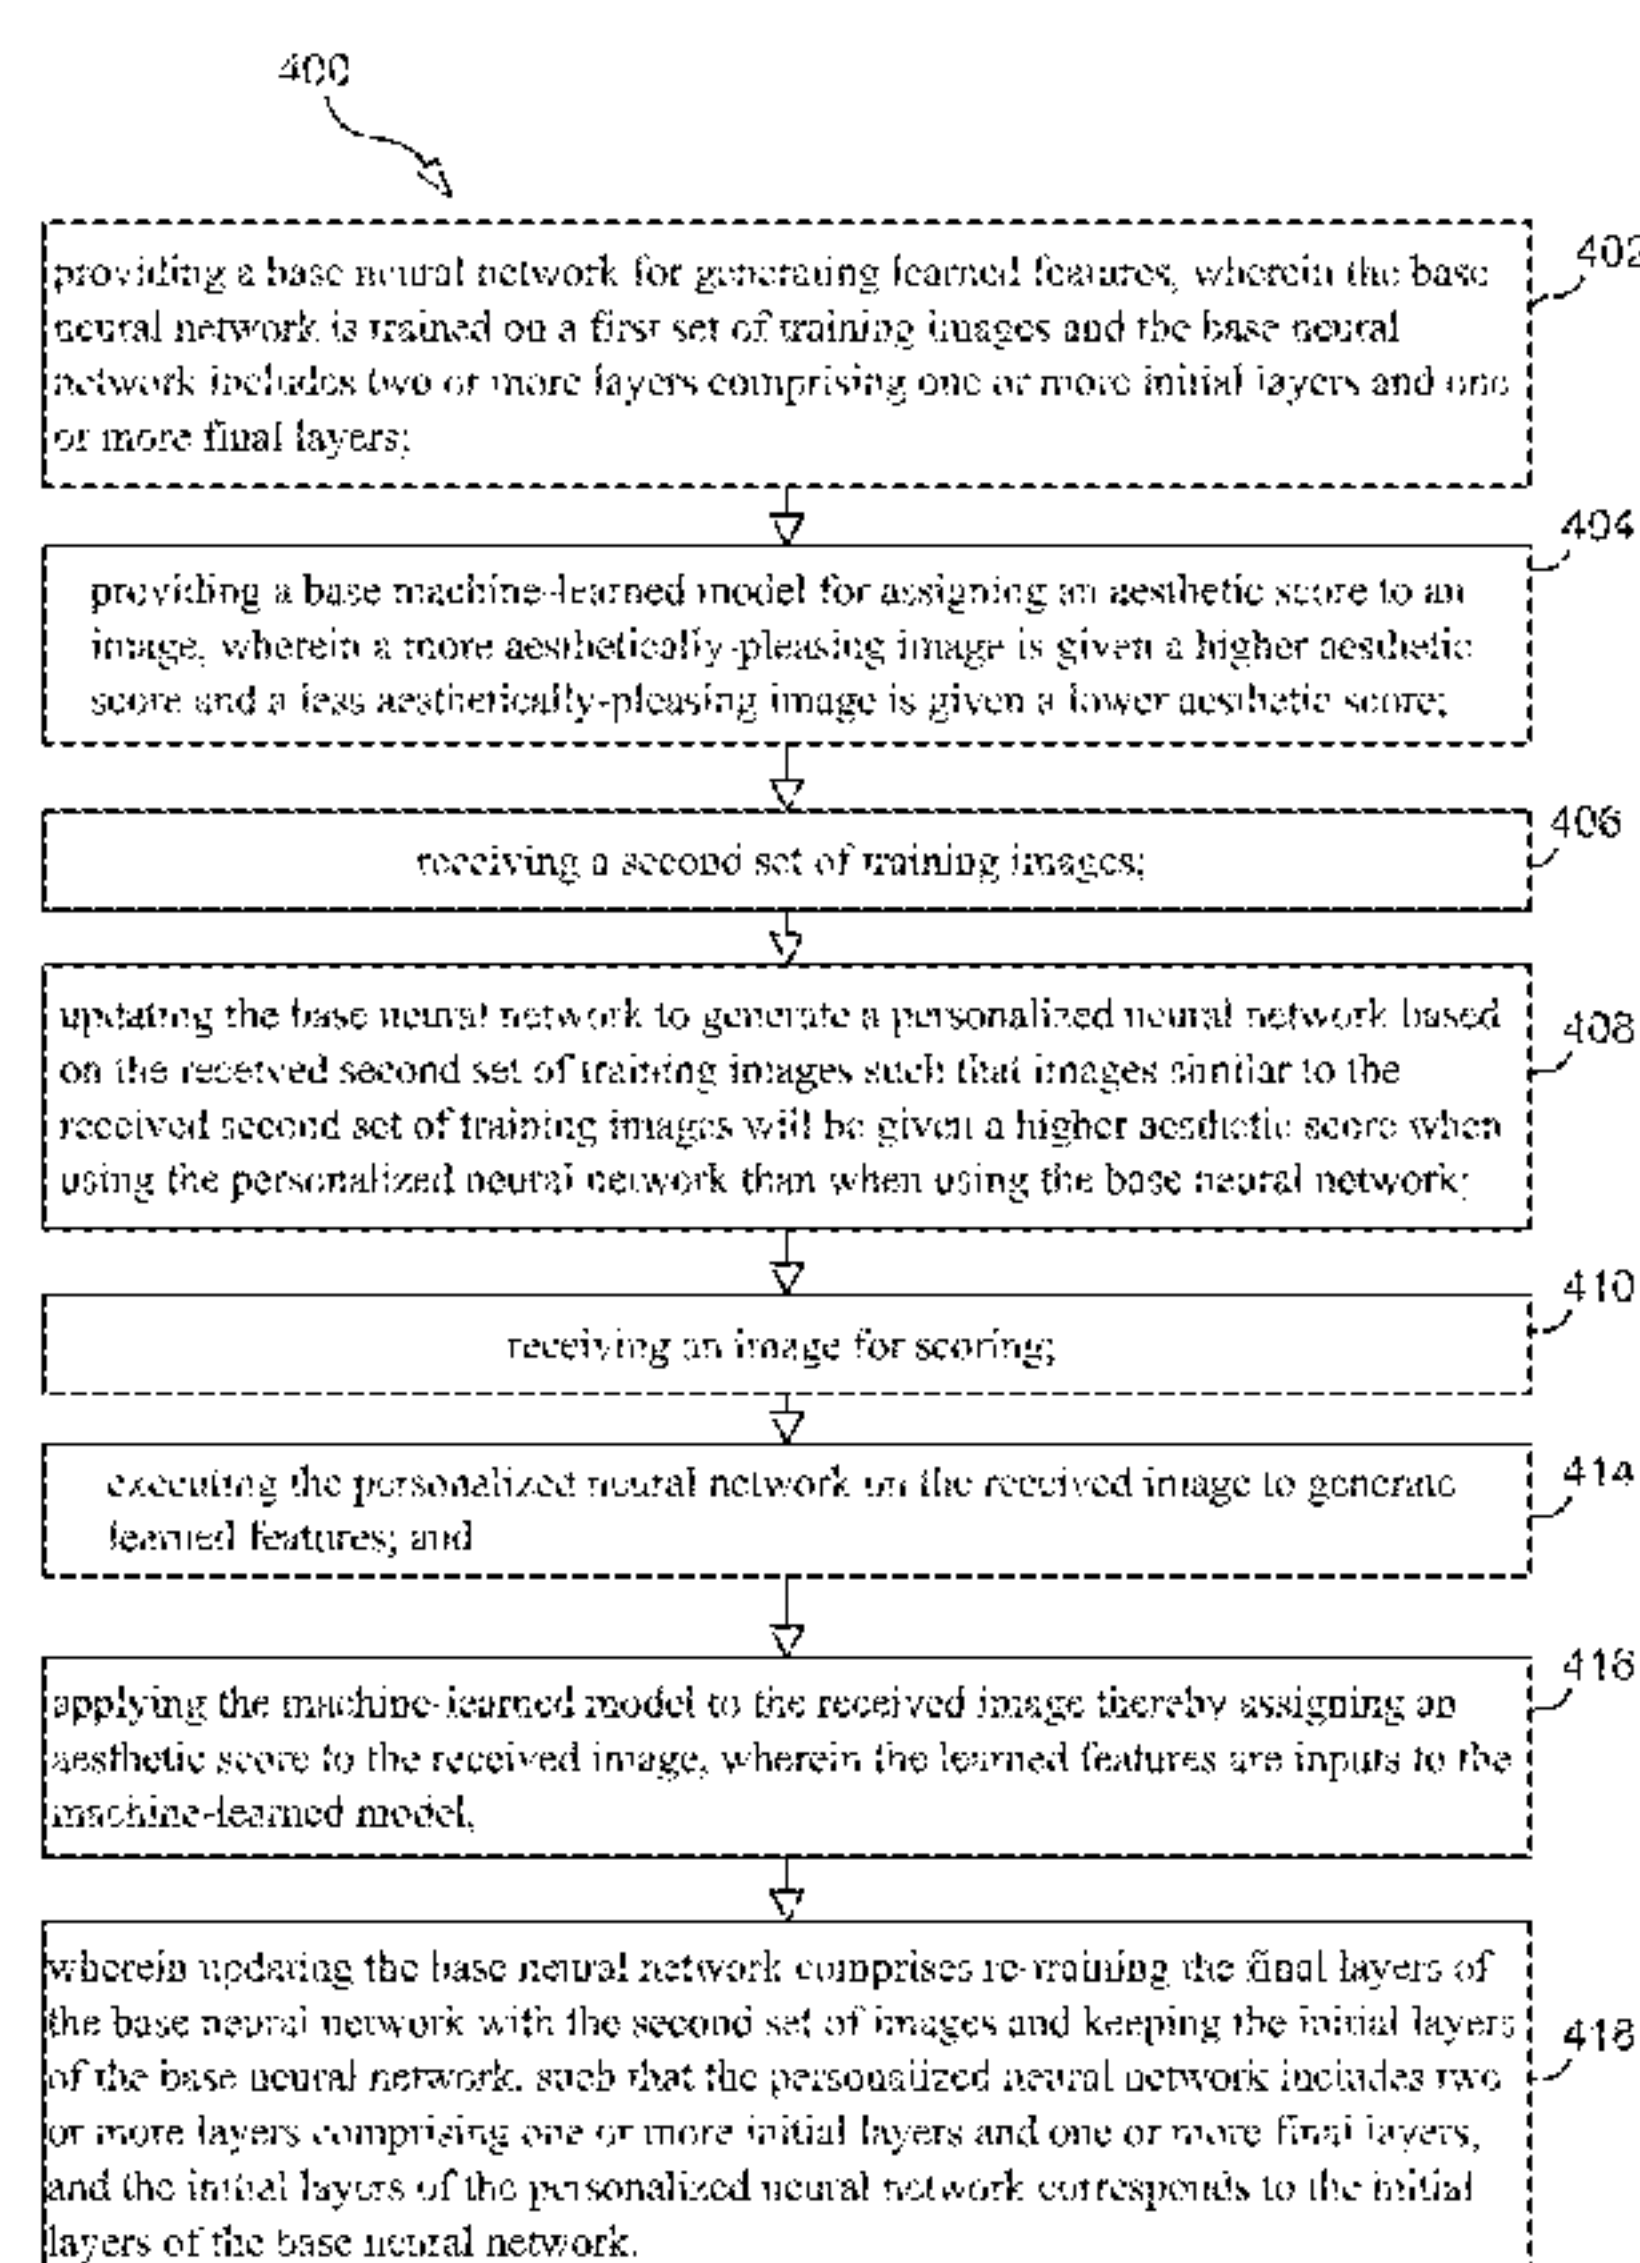 400
402
providing a base neural network for generating learned features, wherein the base
neural network is trained on a first set of training images and the base neural
network includes two or more layers comprising one or more initial layers and one
or more final layers;
404
providing a base machine-learned model for assigning an aesthetic score to an
image, wherein a more aesthetically-pleasing image is given a higher aesthetic
score and a less aesthetically-pleasing image is given a lower aesthetic score;
406
receiving a second set of training images;
408
updating the base neural network to generate a personalized neural network based
on the received second set of training images such that images similar to the
received second set of training images will be given a higher aesthetic score when
using the personalized neural network than when using the base neural network;
410
receiving an image for scoring;
414
executing the personalized neural network on the received image to generate
learned features; and
416
applying the machine-learned model to the received image thereby assigning an
aesthetic score to the received image, wherein the learned features are inputs to the
machine-learned model,
418
wherein updating the base neural network comprises re-training the final layers of
the base neural network with the second set of images and keeping the initial layers
of the base neural network, such that the personalized neural network includes two
or more layers comprising one or more initial layers and one or more final layers,
and the initial layers of the personalized neural network corresponds to the initial
layers of the base neural network.